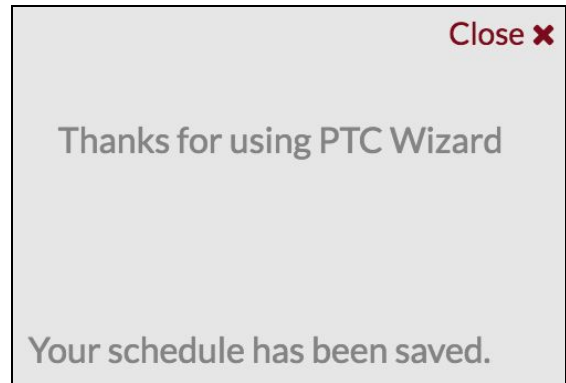 Close ✖
Thanks for using PTC Wizard
Your schedule has been saved.